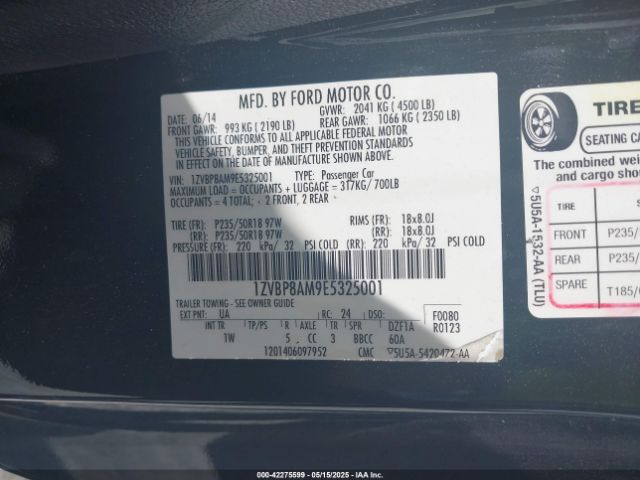 MFD. BY FORD MOTOR CO.
DATE: 06/14 GVWR: 2041 KG ( 4500 LB)
FRONT GAWR: 993 KG ( 2190 LB) REAR GAWR: 1066 KG ( 2350 LB)
THIS VEHICLE CONFORMS TO ALL APPLICABLE FEDERAL MOTOR
VEHICLE SAFETY, BUMPER, AND THEFT PREVENTION STANDARDS
IN EFFECT ON THE DATE OF MANUFACTURE SHOWN ABOVE.
VIN: 1ZVBP8AM9E5325001 TYPE: Passenger Car
MAXIMUM LOAD = OCCUPANTS + LUGGAGE = 317KG/ 700LB
OCCUPANTS = 4 TOTAL: 2 FRONT, 2 REAR
TIRE (FR): P235/50R18 97W RIMS (FR): 18x8.0J
(RR): P235/50R18 97W (RR): 18x8.0J
PRESSURE (FR): 220 kPa/ 32 PSI COLD (RR): 220 kPa/ 32 PSI COLD
1ZVBP8AM9E5325001
TRAILER TOWING - SEE OWNER GUIDE
EXT PNT: UA RC: 24 DSO: F0080
R0123
INT TR TP/PS R AXLE TR SPR DZF1A
1W 5 CC 3 BBCC 60A
1201406097952 CMC ▽5U5A-5420472-AA
TIRE
SEATING CA
The combined wei
and cargo shoul
TIRE S
FRONT P235/
REAR P235/
SPARE T185/
▽5U5A-1532-AA (TLU)
000-42275599 - 05/15/2025 - © IAA Holdings, LLC